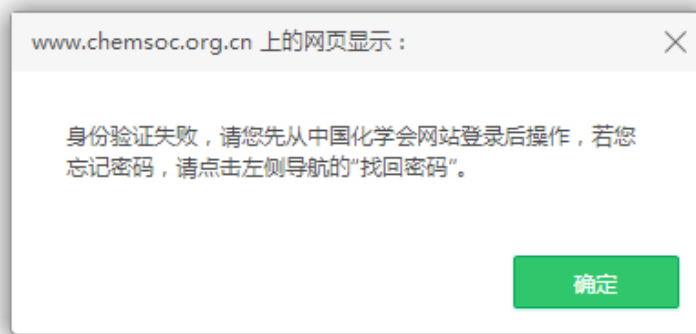 www.chemsoc.org.cn 上的网页显示：
身份验证失败，请您先从中国化学会网站登录后操作，若您
忘记密码，请点击左侧导航的“找回密码”。
确定